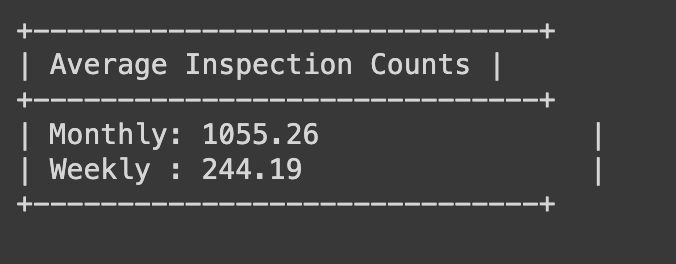 +------------------------------+
| Average Inspection Counts |
+------------------------------+
| Monthly: 1055.26                |
| Weekly : 244.19                 |
+------------------------------+